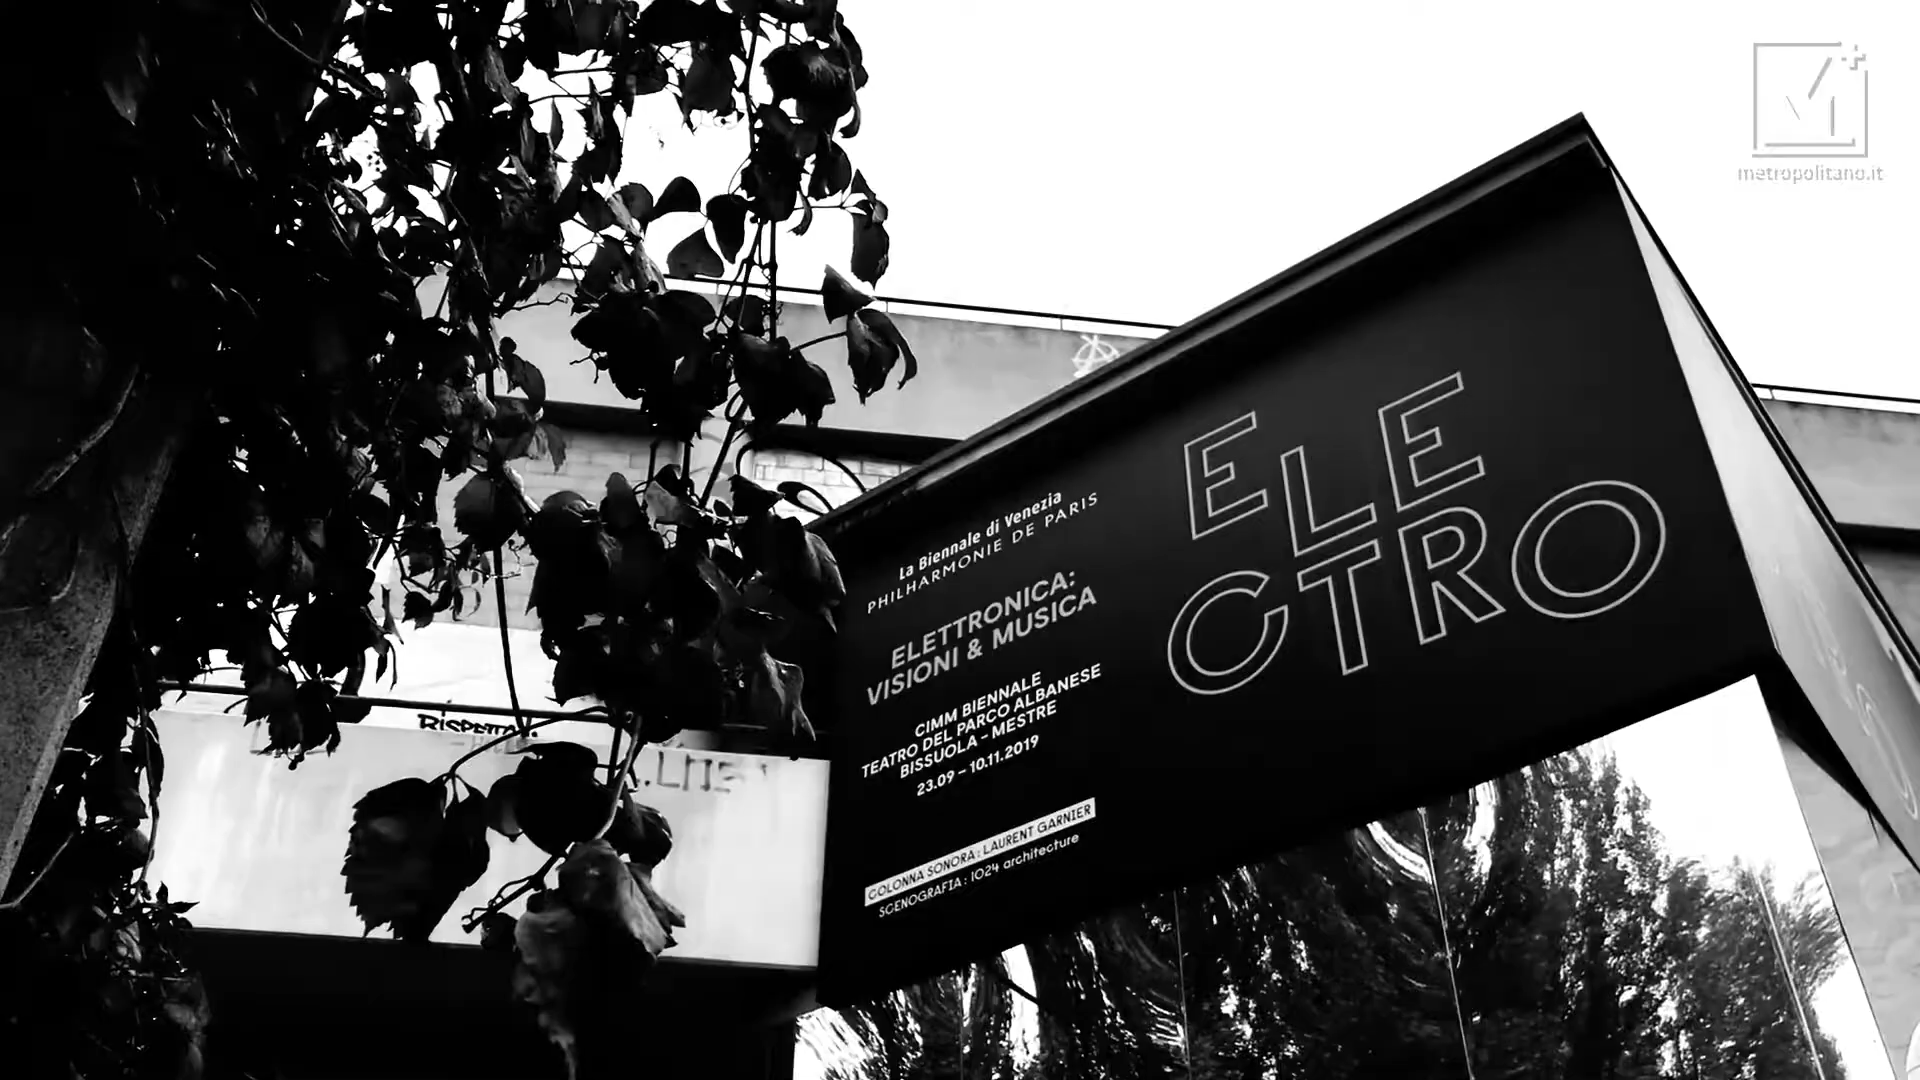 M+
metropolitano.it
La Biennale di Venezia
PHILHARMONIE DE PARIS
ELETTRONICA:
VISIONI & MUSICA
CIMM BIENNALE
TEATRO DEL PARCO ALBANESE
BISSUOLA – MESTRE
23.09 – 10.11.2019
COLONNA SONORA: LAURENT GARNIER
SCENOGRAFIA: 1024 architecture
ELE
CTRO